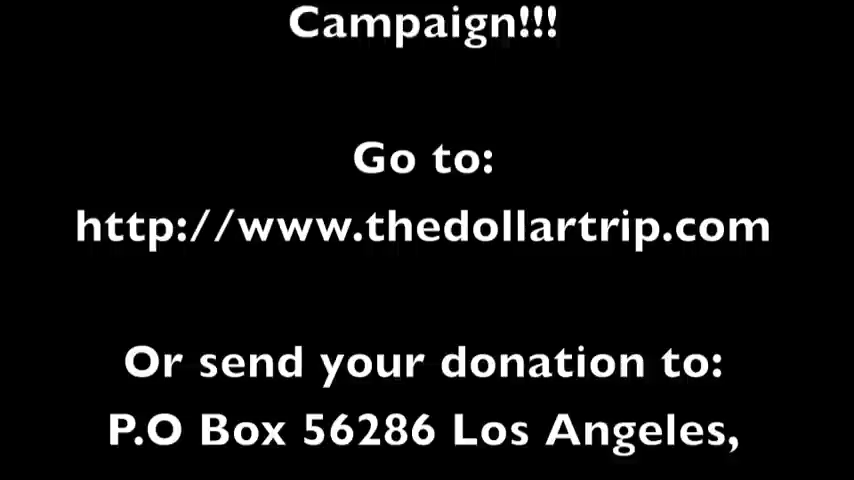 Campaign!!!
Go to:
http://www.thedollartrip.com
Or send your donation to:
P.O Box 56286 Los Angeles,